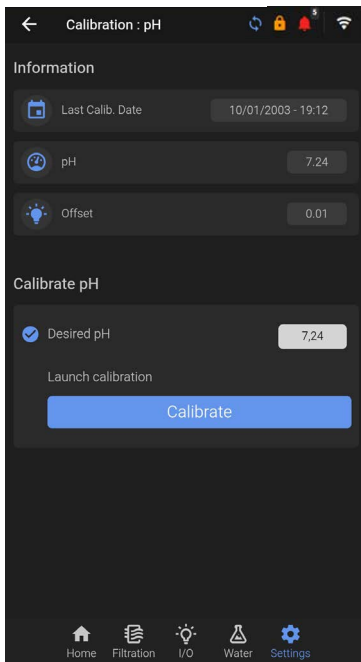 Calibration : pH
5
Information
Last Calib. Date 10/01/2003 - 19:12
pH 7.24
Offset 0.01
Calibrate pH
Desired pH 7,24
Launch calibration
Calibrate
Home Filtration I/O Water Settings